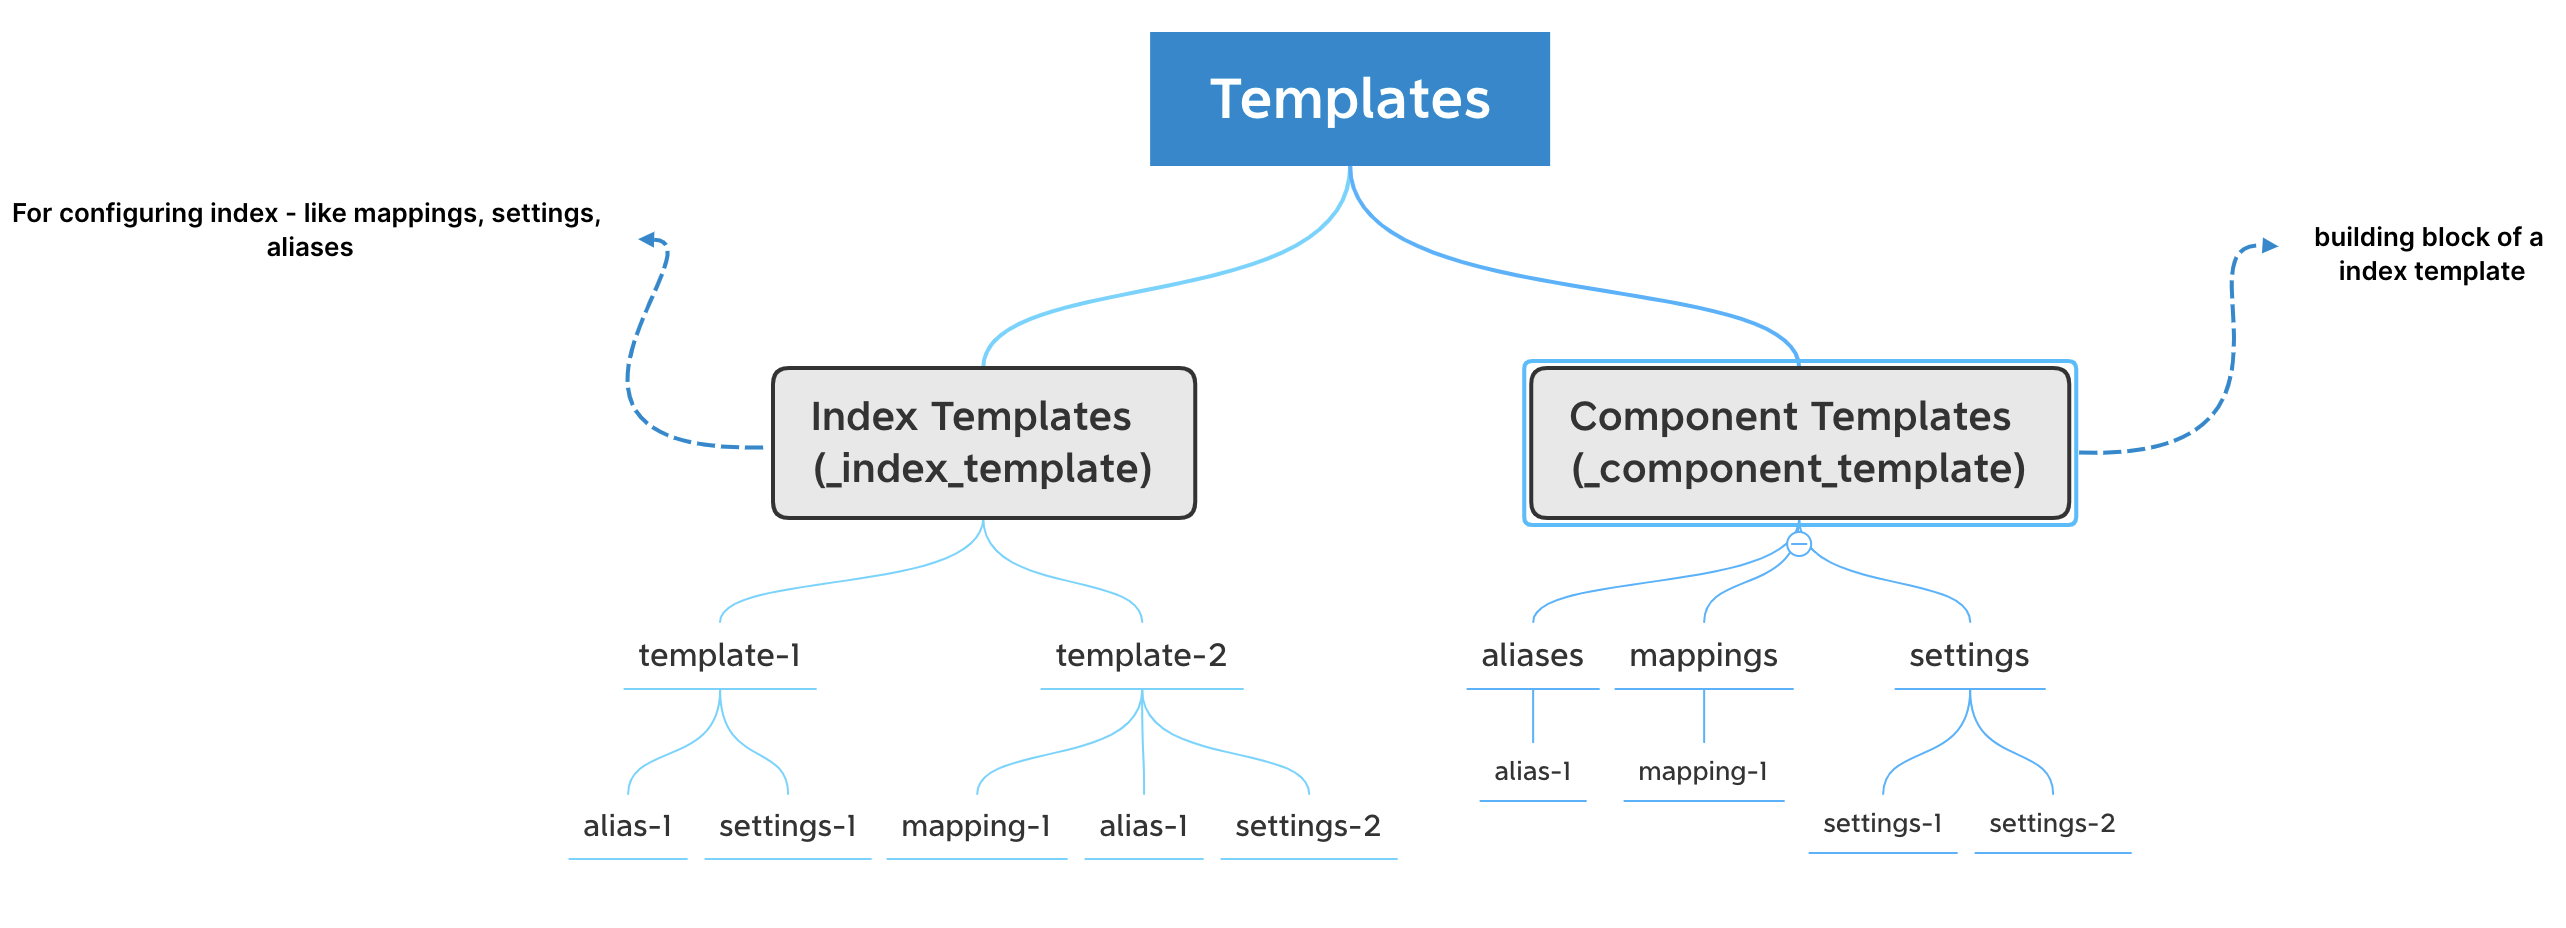 Templates
For configuring index - like mappings, settings,
aliases
building block of a
index template
Index Templates
(_index_template)
Component Templates
(_component_template)
template-1
template-2
aliases
mappings
settings
alias-1
mapping-1
alias-1
settings-1
mapping-1
alias-1
settings-2
settings-1
settings-2